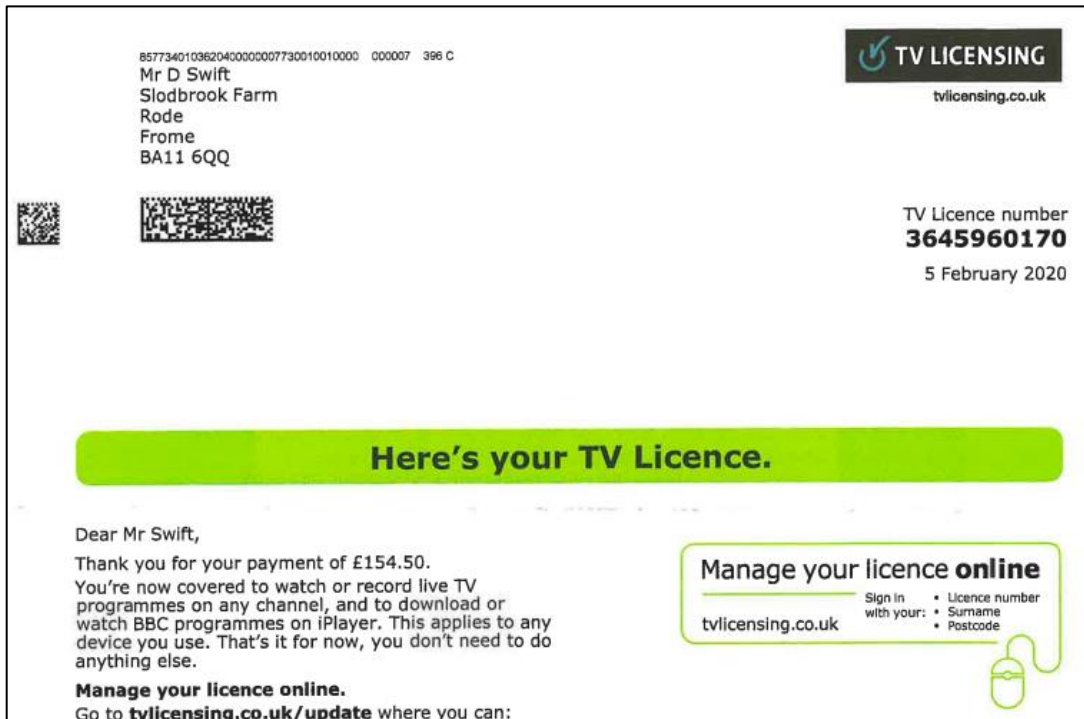 8577340103620400000007730010010000 000007 396 C
Mr D Swift
Slodbrook Farm
Rode
Frome
BA11 6QQ
TV LICENSING
tvlicensing.co.uk
TV Licence number
3645960170
5 February 2020
Here's your TV Licence.
Dear Mr Swift,
Thank you for your payment of £154.50.
You're now covered to watch or record live TV
programmes on any channel, and to download or
watch BBC programmes on iPlayer. This applies to any
device you use. That's it for now, you don't need to do
anything else.
Manage your licence online.
Go to tvlicensing.co.uk/update where you can:
Manage your licence online
tvlicensing.co.uk
Sign in
with your:
• Licence number
• Surname
• Postcode